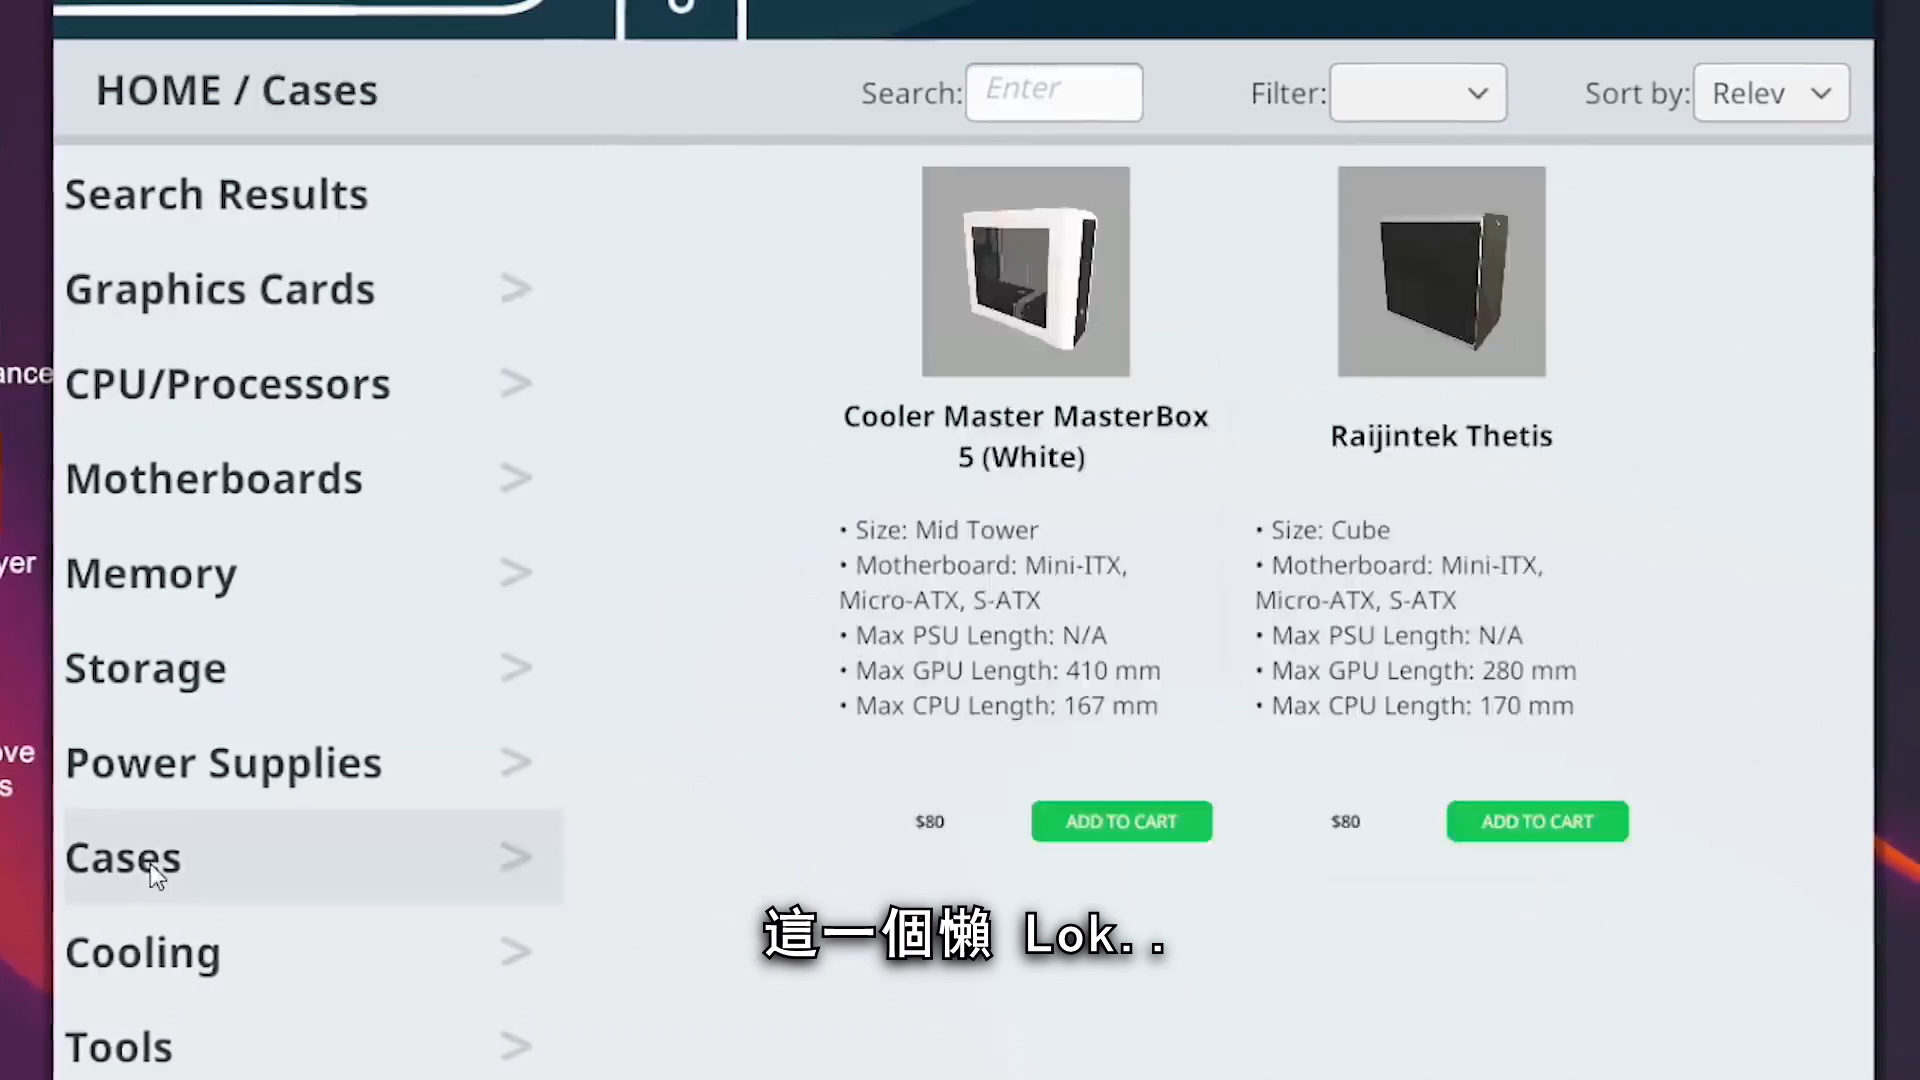 HOME / Cases
Search: Enter
Filter:
Sort by: Relev
Search Results
Graphics Cards >
CPU/Processors >
Motherboards >
Memory >
Storage >
Power Supplies >
Cases >
Cooling >
Tools >
Cooler Master MasterBox
5 (White)
• Size: Mid Tower
• Motherboard: Mini-ITX,
Micro-ATX, S-ATX
• Max PSU Length: N/A
• Max GPU Length: 410 mm
• Max CPU Length: 167 mm
$80 ADD TO CART
Raijintek Thetis
• Size: Cube
• Motherboard: Mini-ITX,
Micro-ATX, S-ATX
• Max PSU Length: N/A
• Max GPU Length: 280 mm
• Max CPU Length: 170 mm
$80 ADD TO CART
這一個懶 Lok..
ance
yer
ove
s